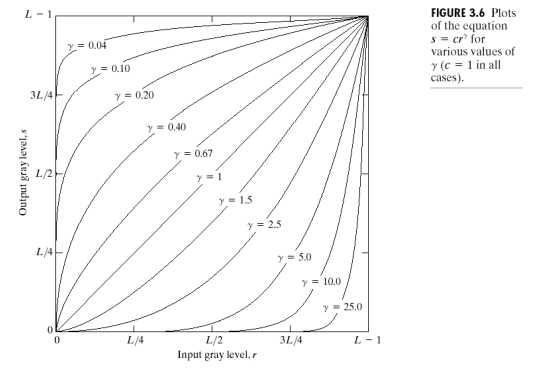 L − 1
γ = 0.04
γ = 0.10
3L/4
γ = 0.20
γ = 0.40
γ = 0.67
L/2
γ = 1
γ = 1.5
γ = 2.5
L/4
γ = 5.0
γ = 10.0
γ = 25.0
0
0
L/4
L/2
3L/4
L − 1
Output gray level, s
Input gray level, r
FIGURE 3.6 Plots
of the equation
s = crᵞ for
various values of
γ (c = 1 in all
cases).